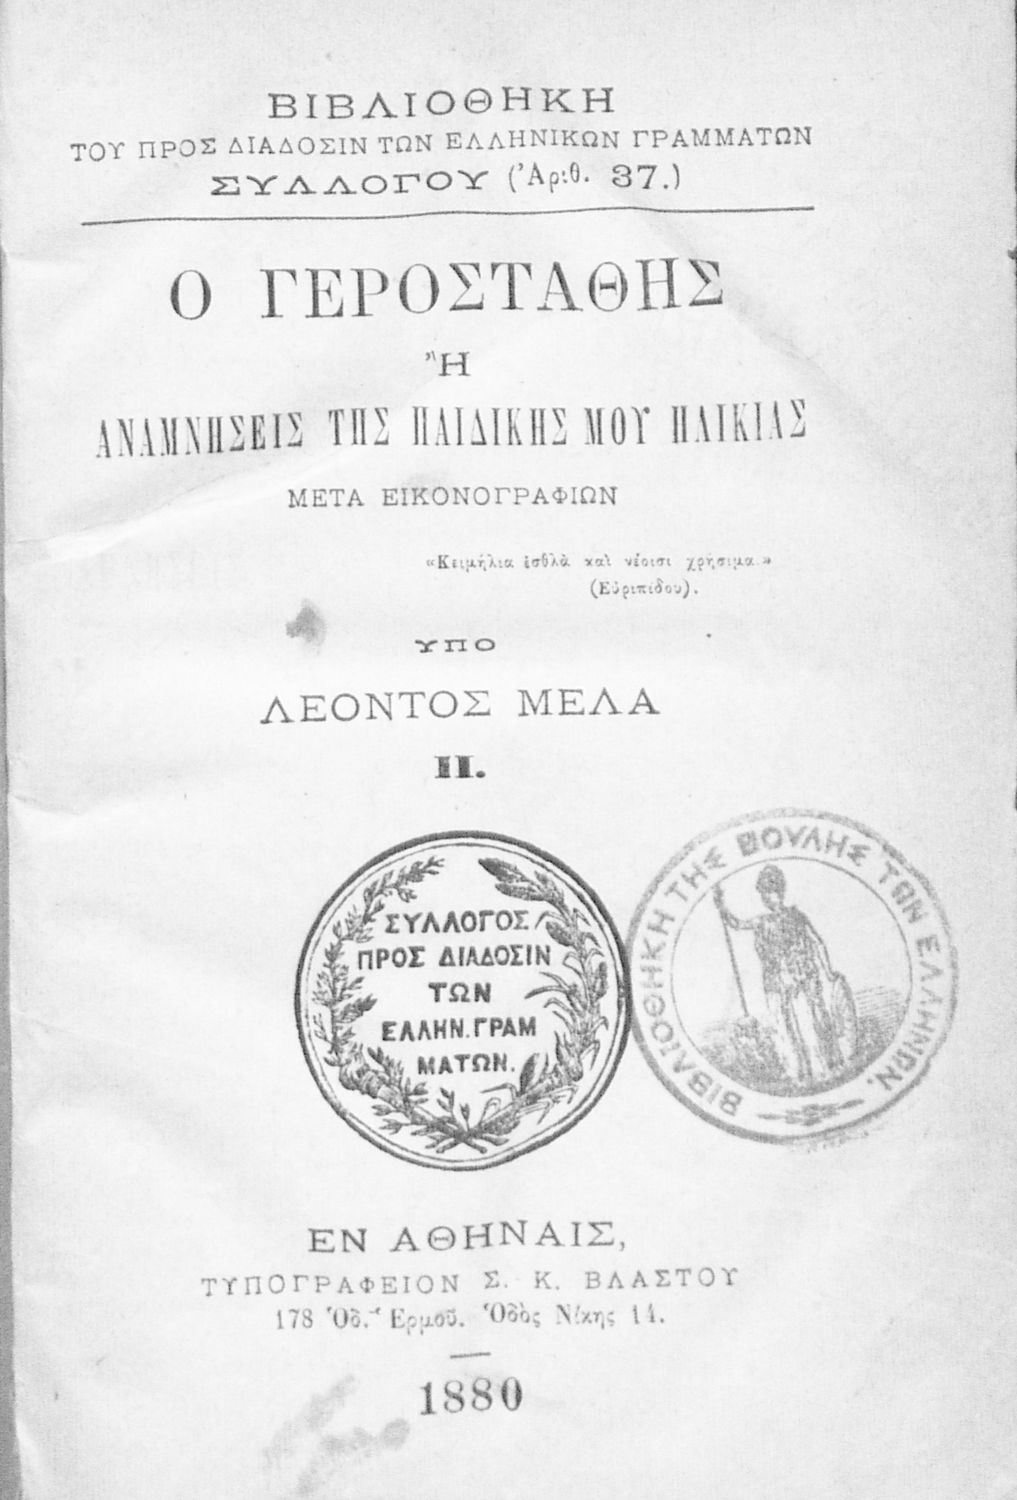 ΒΙΒΛΙΟΘΗΚΗ
ΤΟΥ ΠΡΟΣ ΔΙΑΔΟΣΙΝ ΤΩΝ ΕΛΛΗΝΙΚΩΝ ΓΡΑΜΜΑΤΩΝ
ΣΥΛΛΟΓΟΥ (Ἀριθ. 37.)
Ο ΓΕΡΟΣΤΑΘΗΣ
Ἢ
ΑΝΑΜΝΗΣΕΙΣ ΤΗΣ ΠΑΙΔΙΚΗΣ ΜΟΥ ΗΛΙΚΙΑΣ
ΜΕΤΑ ΕΙΚΟΝΟΓΡΑΦΙΩΝ
«Κειμήλια ἐσθλὰ καὶ νέοισι χρήσιμα.»
(Εὐριπίδου).
ΥΠΟ
ΛΕΟΝΤΟΣ ΜΕΛΑ
II.
ΣΥΛΛΟΓΟΣ
ΠΡΟΣ ΔΙΑΔΟΣΙΝ
ΤΩΝ
ΕΛΛΗΝ.ΓΡΑΜ
ΜΑΤΩΝ.
ΒΙΒΛΙΟΘΗΚΗ ΤΗΣ ΒΟΥΛΗΣ ΤΩΝ ΕΛΛΗΝΩΝ.
ΕΝ ΑΘΗΝΑΙΣ,
ΤΥΠΟΓΡΑΦΕΙΟΝ Σ. Κ. ΒΛΑΣΤΟΥ
178 Ὁδ. Ἑρμοῦ. Ὁδὸς Νίκης 14.
1880